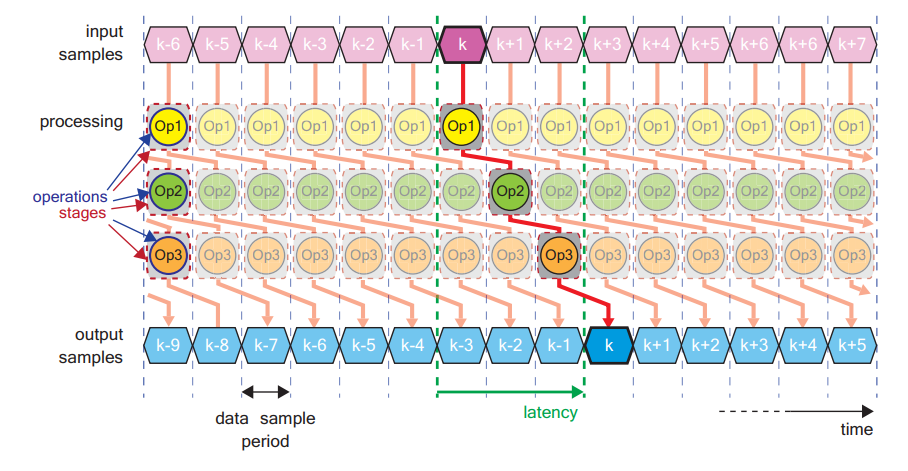 input
samples
k-6 k-5 k-4 k-3 k-2 k-1 k k+1 k+2 k+3 k+4 k+5 k+6 k+6 k+7
processing
Op1 Op1 Op1 Op1 Op1 Op1 Op1 Op1 Op1 Op1 Op1 Op1 Op1 Op1 Op1
operations
stages
Op2 Op2 Op2 Op2 Op2 Op2 Op2 Op2 Op2 Op2 Op2 Op2 Op2 Op2 Op2
Op3 Op3 Op3 Op3 Op3 Op3 Op3 Op3 Op3 Op3 Op3 Op3 Op3 Op3 Op3
output
samples
k-9 k-8 k-7 k-6 k-5 k-4 k-3 k-2 k-1 k k+1 k+2 k+3 k+4 k+5
data sample
period
latency
time